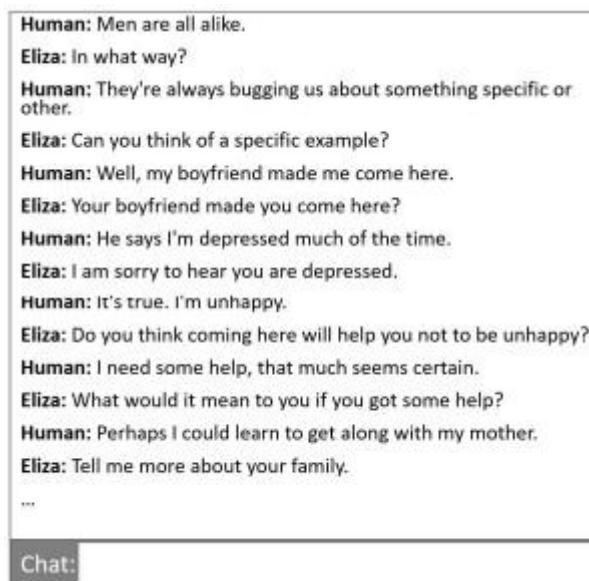 Human: Men are all alike.
Eliza: In what way?
Human: They're always bugging us about something specific or
other.
Eliza: Can you think of a specific example?
Human: Well, my boyfriend made me come here.
Eliza: Your boyfriend made you come here?
Human: He says I'm depressed much of the time.
Eliza: I am sorry to hear you are depressed.
Human: It's true. I'm unhappy.
Eliza: Do you think coming here will help you not to be unhappy?
Human: I need some help, that much seems certain.
Eliza: What would it mean to you if you got some help?
Human: Perhaps I could learn to get along with my mother.
Eliza: Tell me more about your family.
...
Chat: